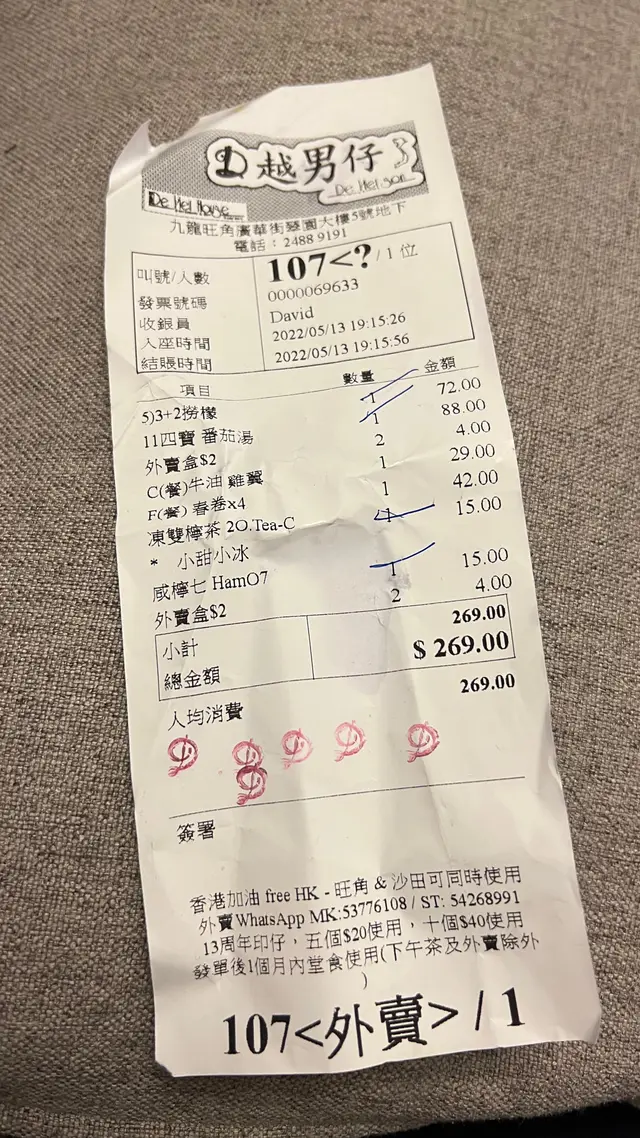 越男仔
De Viet son
De Viet House
九龍旺角廣華街發園大樓5號地下
電話：2488 9191
叫號/人數 107<?/ 1 位
發票號碼 0000069633
收銀員 David
入座時間 2022/05/13 19:15:26
結賬時間 2022/05/13 19:15:56
項目 數量 金額
5)3+2撈檬 1 72.00
11四寶 番茄湯 1 88.00
外賣盒$2 2 4.00
C(餐)牛油 雞翼 1 29.00
F(餐) 春卷x4 1 42.00
凍雙檸茶 2O.Tea-C 1 15.00
* 小甜小冰
咸檸七 HamO7 1 15.00
外賣盒$2 2 4.00
小計 269.00
總金額 $ 269.00
人均消費 269.00
簽署
香港加油 free HK - 旺角 & 沙田可同時使用
外賣WhatsApp MK:53776108 / ST: 54268991
13周年印仔，五個$20使用，十個$40使用
發單後1個月內堂食使用(下午茶及外賣除外
)
107<外賣> / 1